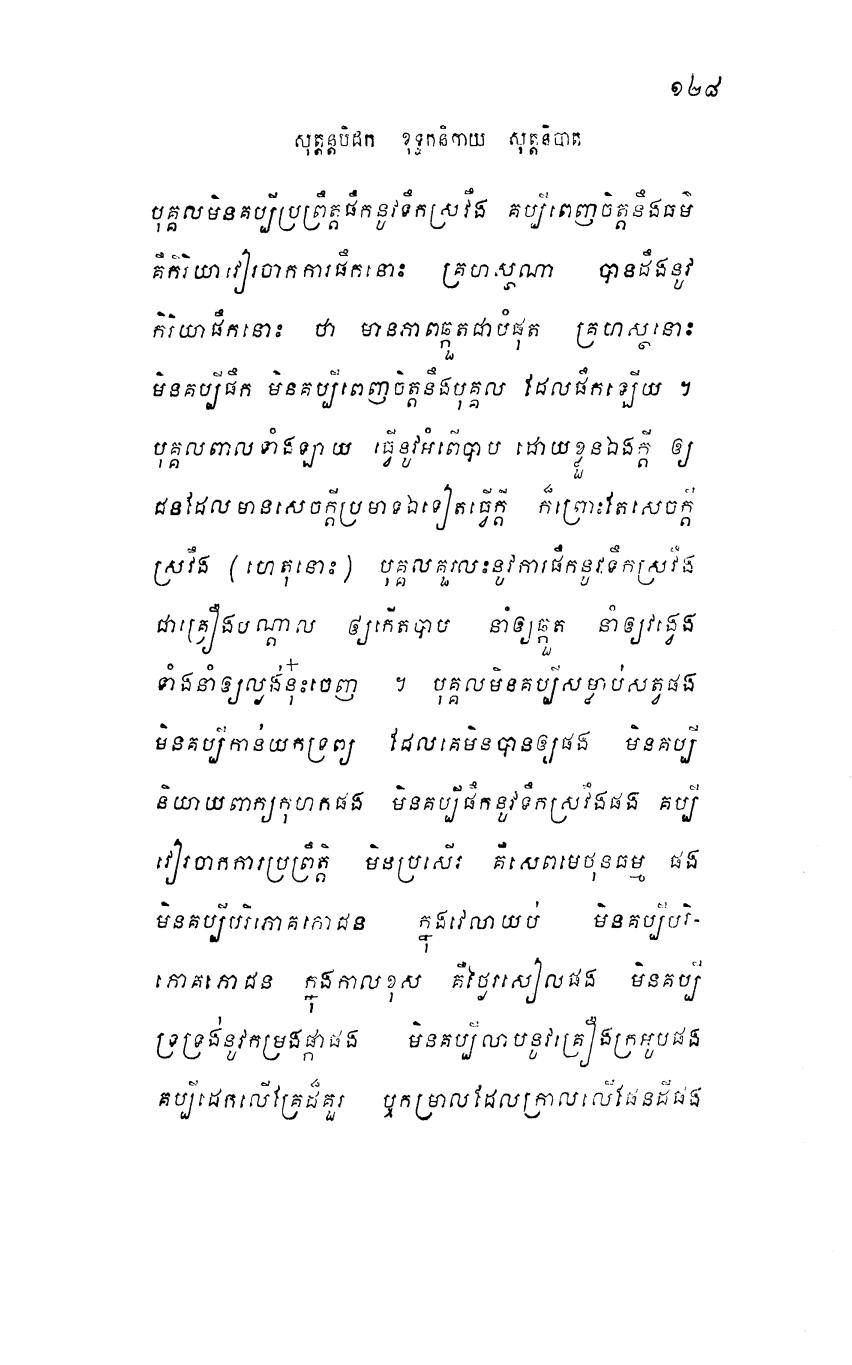 ១២៨
សុត្តន្តបិដក ខុទ្ទកនិកាយ សុត្តនិបាត
បុគ្គលមិនគប្បីប្រព្រឹត្តផឹកនូវទឹកស្រវឹង គប្បីពេញចិត្តនឹងធម៌
គឺកិរិយាវៀរចាកការផឹកនោះ គ្រហស្ថណា បានដឹងនូវ
កិរិយាផឹកនោះ ថា មានភាពឆ្កួតជាបំផុត គ្រហស្ថនោះ
មិនគប្បីផឹក មិនគប្បីពេញចិត្តនឹងបុគ្គល ដែលផឹកឡើយ ។
បុគ្គលពាលទាំងឡាយ ធ្វើនូវអំពើបាប ដោយខ្លួនឯងក្តី ឲ្យ
ជនដែលមានសេចក្តីប្រមាទឯទៀតធ្វើក្តី ក៏ព្រោះតែសេចក្តី
ស្រវឹង (ហេតុនោះ) បុគ្គលគួរលះនូវការផឹកនូវទឹកស្រវឹង
ជាគ្រឿងបណ្តាល ឲ្យកើតបាប នាំឲ្យឆ្កួត នាំឲ្យវង្វេង
ទាំងនាំឲ្យល្ងង់ខ្លះចេញ ។ បុគ្គលមិនគប្បីសម្លាប់សត្វផង
មិនគប្បីកាន់យកទ្រព្យ ដែលគេមិនបានឲ្យផង មិនគប្បី
និយាយពាក្យកុហកផង មិនគប្បីផឹកនូវទឹកស្រវឹងផង គប្បី
វៀរចាកការប្រព្រឹត្តិ មិនប្រសើរ គឺសេពមេថុនធម្ម ផង
មិនគប្បីបរិភោគភោជន ក្នុងវេលាយប់ មិនគប្បីបរិ-
ភោគភោជន ក្នុងកាលខុស គឺថ្ងៃរសៀលផង មិនគប្បី
ទ្រទ្រង់នូវកម្រងផ្កាផង មិនគប្បីលាបនូវគ្រឿងក្រអូបផង
គប្បីដេកលើគ្រែដ៏គួរ ឬកម្រាលដែលក្រាលលើផែនដីផង